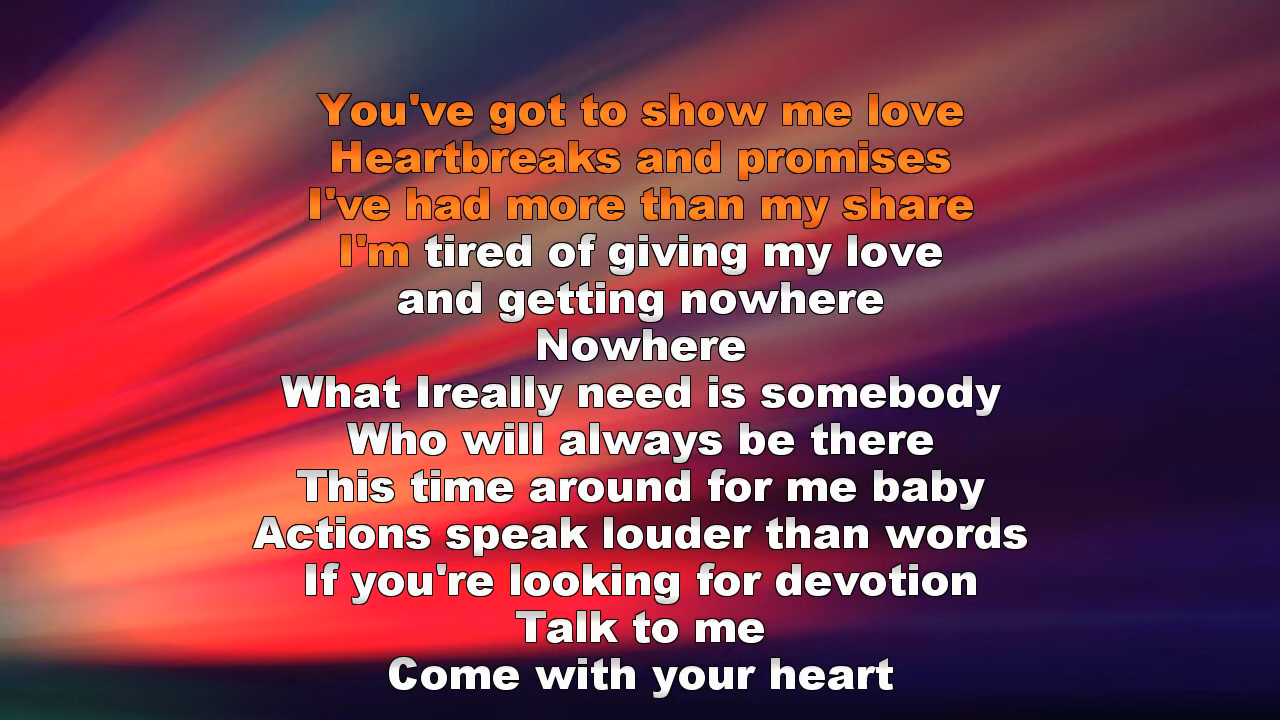 You've got to show me love
Heartbreaks and promises
I've had more than my share
I'm tired of giving my love
and getting nowhere
Nowhere
What Ireally need is somebody
Who will always be there
This time around for me baby
Actions speak louder than words
If you're looking for devotion
Talk to me
Come with your heart